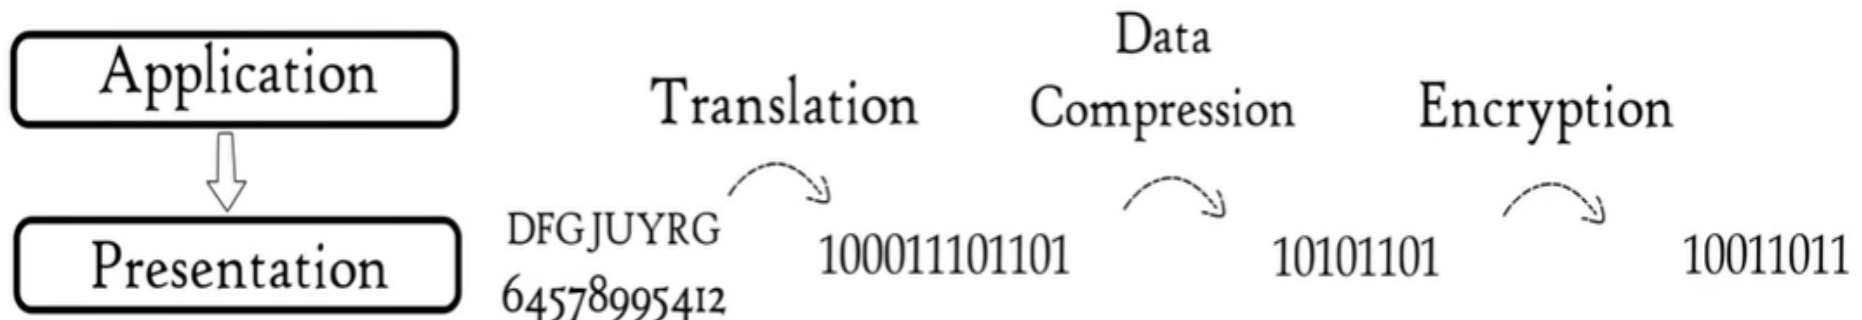 Application
Presentation
Translation
Data
Compression
Encryption
DFGJUYRG
64578995412
100011101101
10101101
10011011